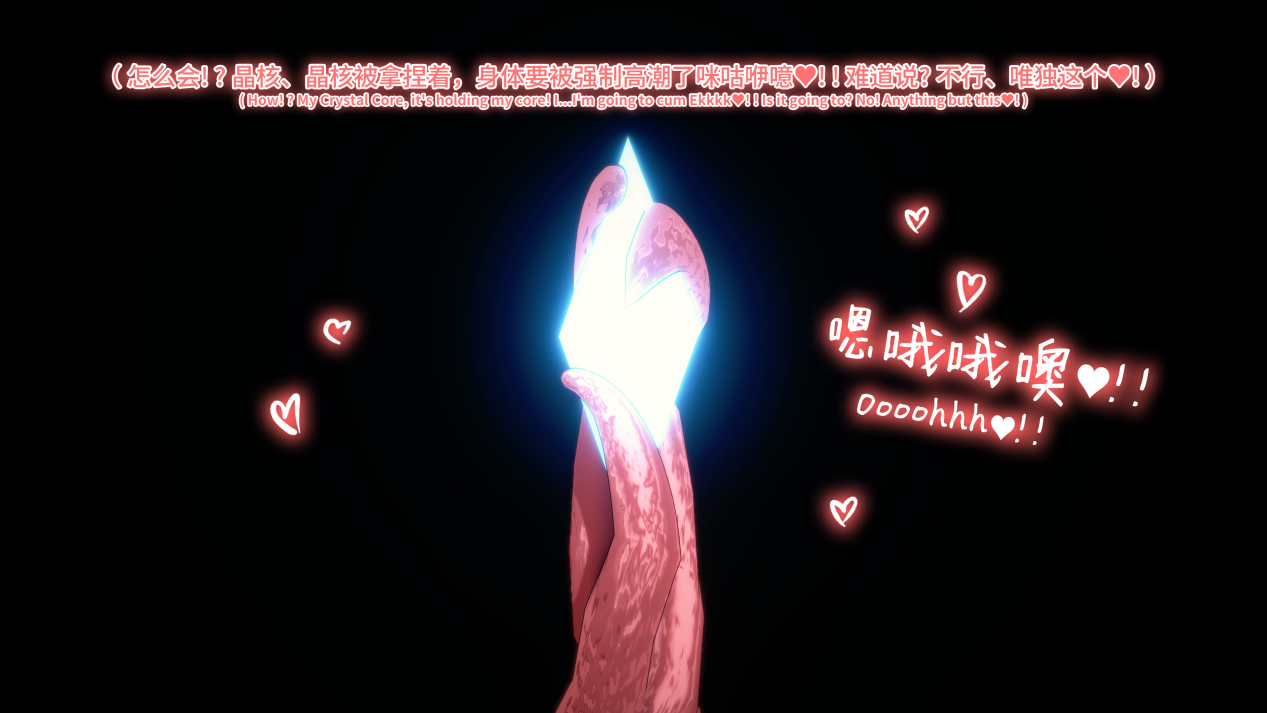 （怎么会!？晶核、晶核被拿捏着，身体要被强制高潮了咪咕咿噫♥!!难道说? 不行、唯独这个♥!）
(How!？My Crystal Core, it's holding my core! I...I'm going to cum Ekkkk♥!! Is it going to? No! Anything but this♥!)
嗯哦哦噢♥!!
Oooohhh♥!!